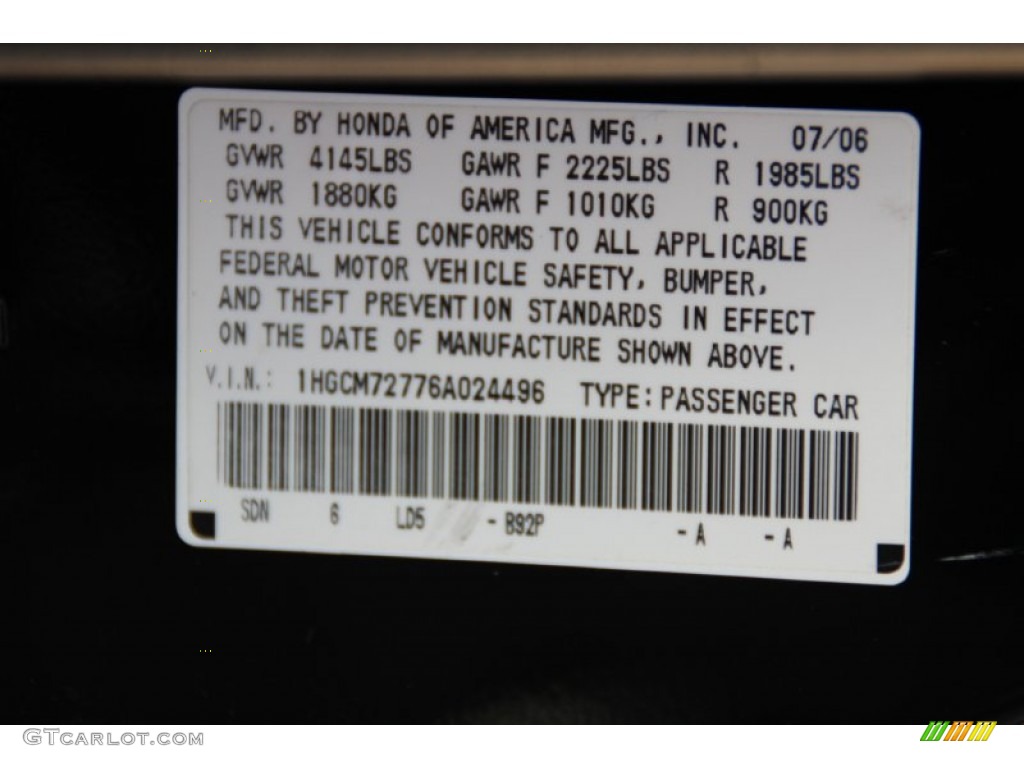 MFD. BY HONDA OF AMERICA MFG., INC. 07/06
GVWR 4145LBS GAWR F 2225LBS R 1985LBS
GVWR 1880KG GAWR F 1010KG R 900KG
THIS VEHICLE CONFORMS TO ALL APPLICABLE
FEDERAL MOTOR VEHICLE SAFETY, BUMPER,
AND THEFT PREVENTION STANDARDS IN EFFECT
ON THE DATE OF MANUFACTURE SHOWN ABOVE.
V.I.N.: 1HGCM72776A024496 TYPE: PASSENGER CAR
SDN 6 LD5 - B92P - A - A
GTcarlot.com